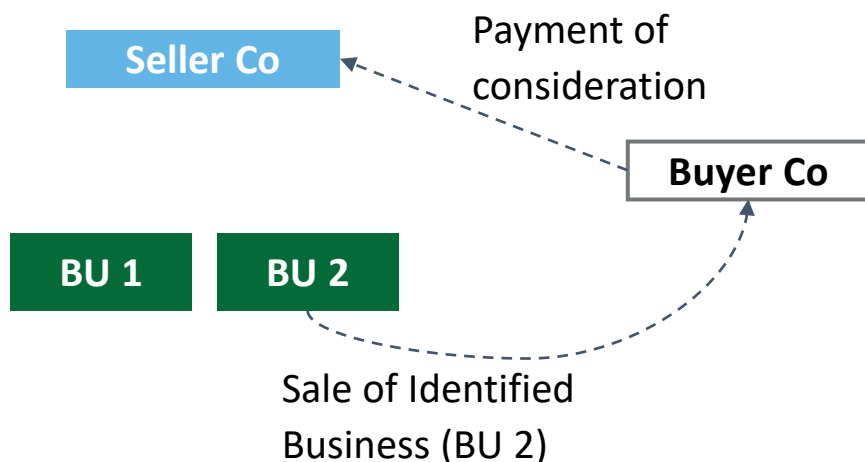 Payment of
consideration
Seller Co
Buyer Co
BU 1
BU 2
Sale of Identified
Business (BU 2)